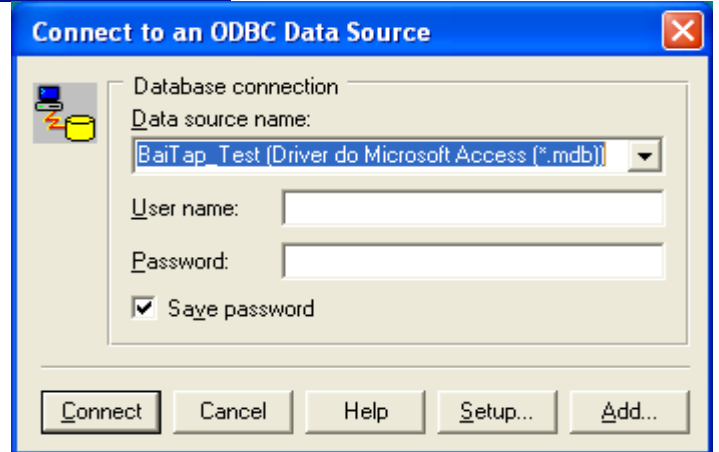 Connect to an ODBC Data Source
Database connection
Data source name:
BaiTap_Test (Driver do Microsoft Access (*.mdb))
User name:
Password:
Save password
Connect Cancel Help Setup... Add...